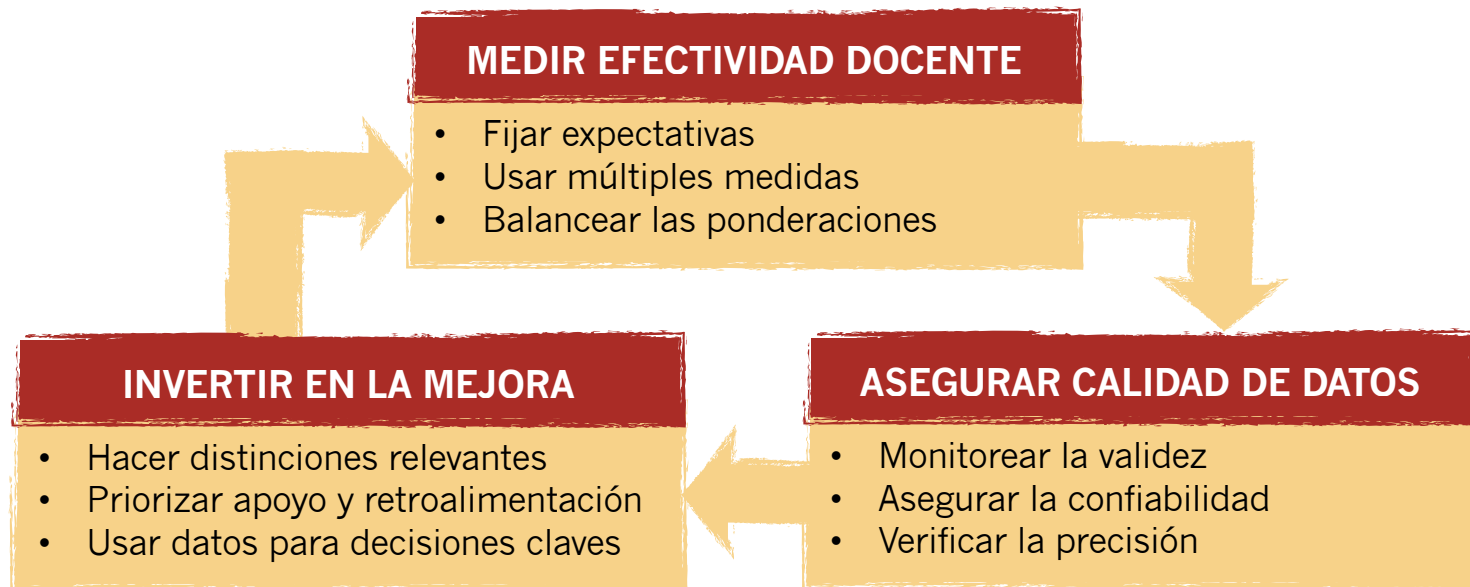 MEDIR EFECTIVIDAD DOCENTE
• Fijar expectativas
• Usar múltiples medidas
• Balancear las ponderaciones
INVERTIR EN LA MEJORA
• Hacer distinciones relevantes
• Priorizar apoyo y retroalimentación
• Usar datos para decisiones claves
ASEGURAR CALIDAD DE DATOS
• Monitorear la validez
• Asegurar la confiabilidad
• Verificar la precisión